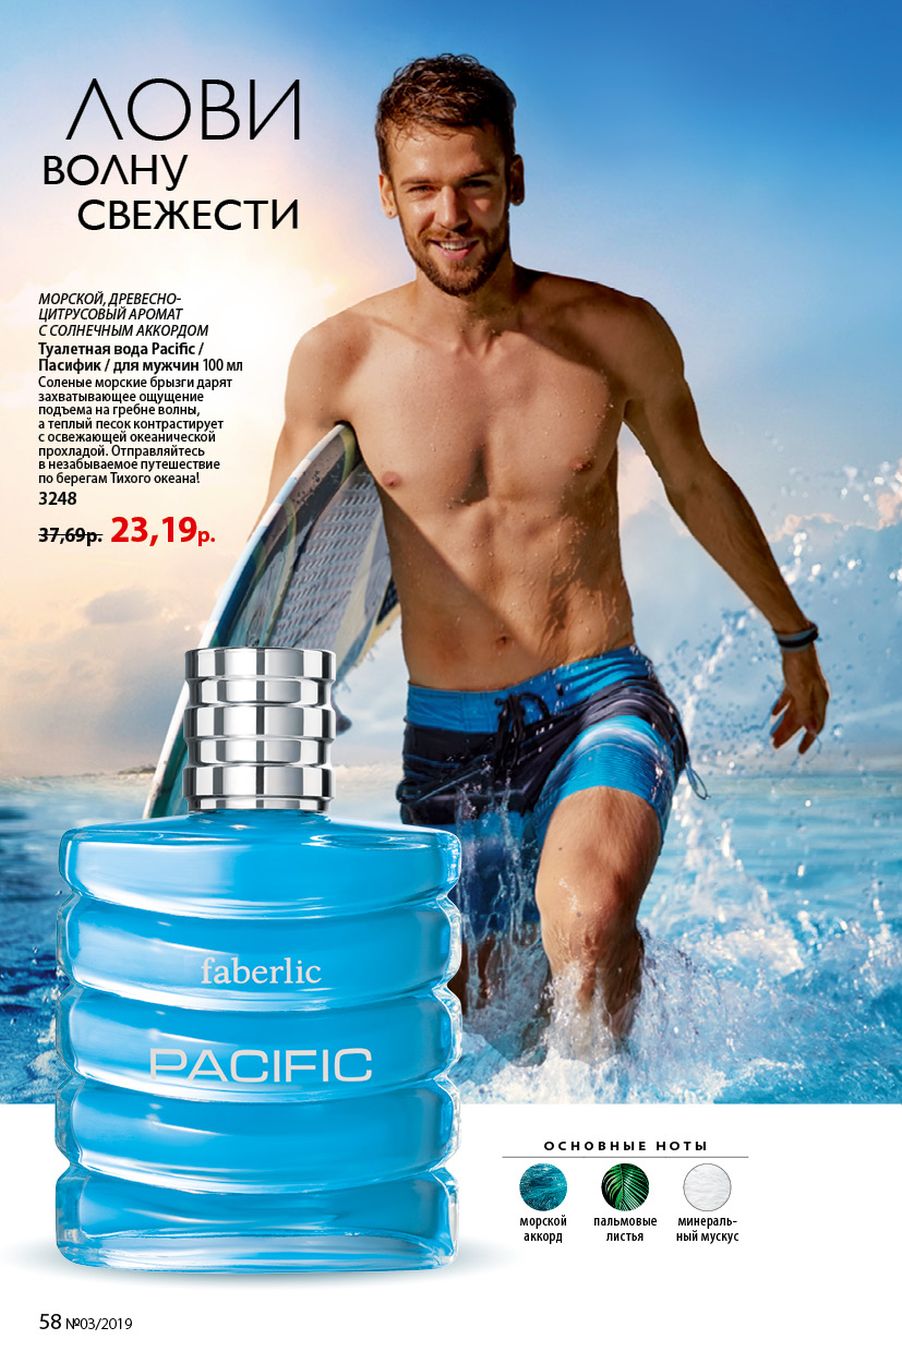 ЛОВИ
ВОЛНУ
СВЕЖЕСТИ
МОРСКОЙ, ДРЕВЕСНО-
ЦИТРУСОВЫЙ АРОМАТ
С СОЛНЕЧНЫМ АККОРДОМ
Туалетная вода Pacific /
Пасифик / для мужчин 100 мл
Соленые морские брызги дарят
захватывающее ощущение
подъема на гребне волны,
а теплый песок контрастирует
с освежающей океанической
прохладой. Отправляйтесь
в незабываемое путешествие
по берегам Тихого океана!
3248
37,69р. 23,19р.
faberlic
PACIFIC
ОСНОВНЫЕ НОТЫ
морской
аккорд
пальмовые
листья
минераль-
ный мускус
58 №03/2019